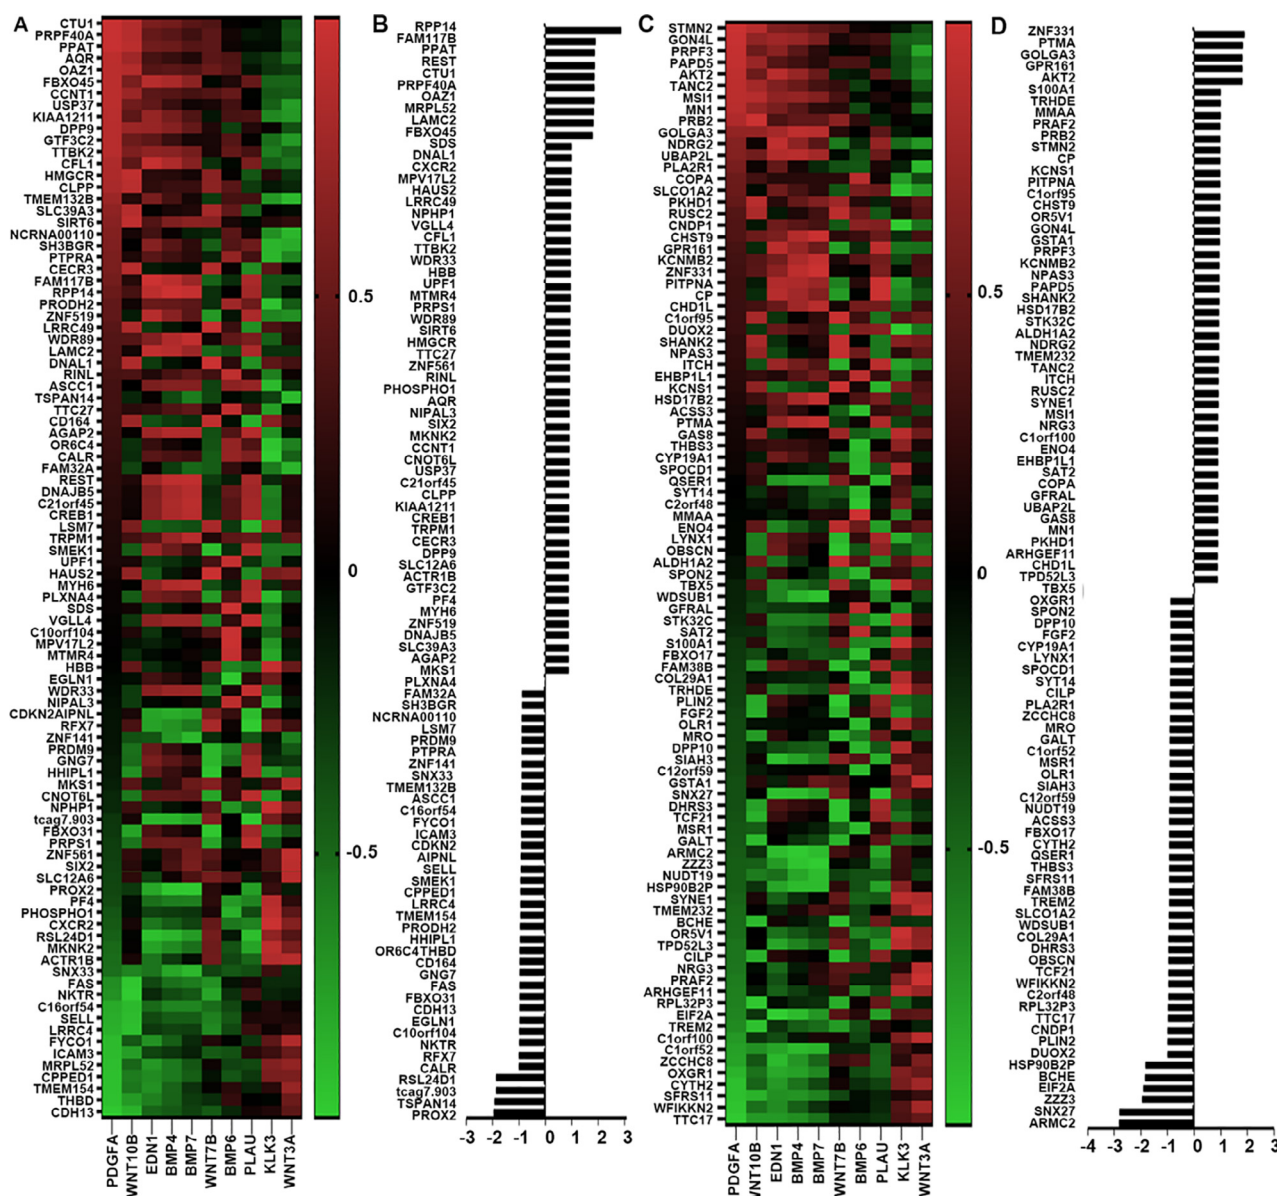 A
CTU1
PRPF40A
PPAT
AQR
OAZ1
FBXO45
CCNT1
USP37
KIAA1211
DPP9
GTF3C2
TTBK2
CFL1
HMGCR
CLPP
TMEM132B
SLC39A3
SIRT6
NCRNA00110
SH3BGR
PTPRA
CECR3
FAM117B
RPP14
PRODH2
ZNF519
LRRC49
WDR89
LAMC2
DNAL1
RINL
ASCC1
TSPAN14
TTC27
CD164
AGAP2
OR6C4
CALR
FAM32A
REST
DNAJB5
C21orf45
CREB1
LSM7
TRPM1
SMEK1
UPF1
HAUS2
MYH6
PLXNA4
SDS
VGLL4
C10orf104
MPV17L2
MTMR4
HBB
EGLN1
WDR33
NIPAL3
CDKN2AIPNL
RFX7
ZNF141
PRDM9
GNG7
HHIPL1
MKS1
CNOT6L
NPHP1
tcag7.903
FBXO31
PRPS1
ZNF561
SIX2
SLC12A6
PROX2
PF4
PHOSPHO1
CXCR2
RSL24D1
MKNK2
ACTR1B
SNX33
FAS
NKTR
C16orf54
SELL
LRRC4
FYCO1
ICAM3
MRPL52
CPPED1
TMEM154
THBD
CDH13
PDGFA
WNT10B
EDN1
BMP4
BMP7
WNT7B
BMP6
PLAU
KLK3
WNT3A
0.5
0
-0.5
B
RPP14
FAM117B
PPAT
REST
CTU1
PRPF40A
OAZ1
MRPL52
LAMC2
FBXO45
SDS
DNAL1
CXCR2
MPV17L2
HAUS2
LRRC49
NPHP1
VGLL4
CFL1
TTBK2
WDR33
HBB
UPF1
MTMR4
PRPS1
WDR89
SIRT6
HMGCR
TTC27
ZNF561
RINL
PHOSPHO1
AQR
NIPAL3
SIX2
MKNK2
CCNT1
CNOT6L
USP37
C21orf45
CLPP
KIAA1211
CREB1
TRPM1
CECR3
DPP9
SLC12A6
ACTR1B
GTF3C2
PF4
MYH6
ZNF519
DNAJB5
SLC39A3
AGAP2
MKS1
PLXNA4
FAM32A
SH3BGR
NCRNA00110
LSM7
PRDM9
PTPRA
ZNF141
SNX33
TMEM132B
ASCC1
C16orf54
FYCO1
ICAM3
CDKN2
AIPNL
SELL
SMEK1
CPPED1
LRRC4
TMEM154
PRODH2
HHIPL1
OR6C4THBD
CD164
GNG7
FAS
FBXO31
CDH13
EGLN1
C10orf104
NKTR
RFX7
CALR
RSL24D1
tcag7.903
TSPAN14
PROX2
-3 -2 -1 0 1 2 3
C
STMN2
GON4L
PRPF3
PAPD5
AKT2
TANC2
MSI1
MN1
PRB2
GOLGA3
NDRG2
UBAP2L
PLA2R1
COPA
SLCO1A2
PKHD1
RUSC2
CNDP1
CHST9
GPR161
KCNMB2
ZNF331
PITPNA
CP
CHD1L
C1orf95
DUOX2
SHANK2
NPAS3
ITCH
EHBP1L1
KCNS1
HSD17B2
ACSS3
PTMA
GAS8
THBS3
CYP19A1
SPOCD1
QSER1
SYT14
C2orf48
MMAA
ENO4
LYNX1
OBSCN
ALDH1A2
SPON2
TBX5
WDSUB1
GFRAL
STK32C
SAT2
S100A1
FBXO17
FAM38B
COL29A1
TRHDE
PLIN2
FGF2
OLR1
MRO
DPP10
SIAH3
C12orf59
GSTA1
SNX27
DHRS3
TCF21
MSR1
GALT
ARMC2
ZZZ3
NUDT19
HSP90B2P
SYNE1
TMEM232
BCHE
OR5V1
TPD52L3
CILP
NRG3
PRAF2
ARHGEF11
RPL32P3
EIF2A
TREM2
C1orf100
C1orf52
ZCCHC8
OXGR1
CYTH2
SFRS11
WFIKKN2
TTC17
PDGFA
WNT10B
EDN1
BMP4
BMP7
WNT7B
BMP6
PLAU
KLK3
WNT3A
0.5
0
-0.5
D
ZNF331
PTMA
GOLGA3
GPR161
AKT2
S100A1
TRHDE
MMAA
PRAF2
PRB2
STMN2
CP
KCNS1
PITPNA
C1orf95
CHST9
OR5V1
GON4L
GSTA1
PRPF3
KCNMB2
NPAS3
PAPD5
SHANK2
HSD17B2
STK32C
ALDH1A2
NDRG2
TMEM232
TANC2
ITCH
RUSC2
SYNE1
MSI1
NRG3
C1orf100
ENO4
EHBP1L1
SAT2
COPA
GFRAL
UBAP2L
GAS8
MN1
PKHD1
ARHGEF11
CHD1L
TPD52L3
TBX5
OXGR1
SPON2
DPP10
FGF2
CYP19A1
LYNX1
SPOCD1
SYT14
CILP
PLA2R1
ZCCHC8
MRO
GALT
C1orf52
MSR1
OLR1
SIAH3
C12orf59
NUDT19
ACSS3
FBXO17
CYTH2
QSER1
THBS3
SFRS11
FAM38B
TREM2
SLCO1A2
WDSUB1
COL29A1
DHRS3
OBSCN
TCF21
WFIKKN2
C2orf48
RPL32P3
TTC17
CNDP1
PLIN2
DUOX2
HSP90B2P
BCHE
EIF2A
ZZZ3
SNX27
ARMC2
-4 -3 -2 -1 0 1 2 3